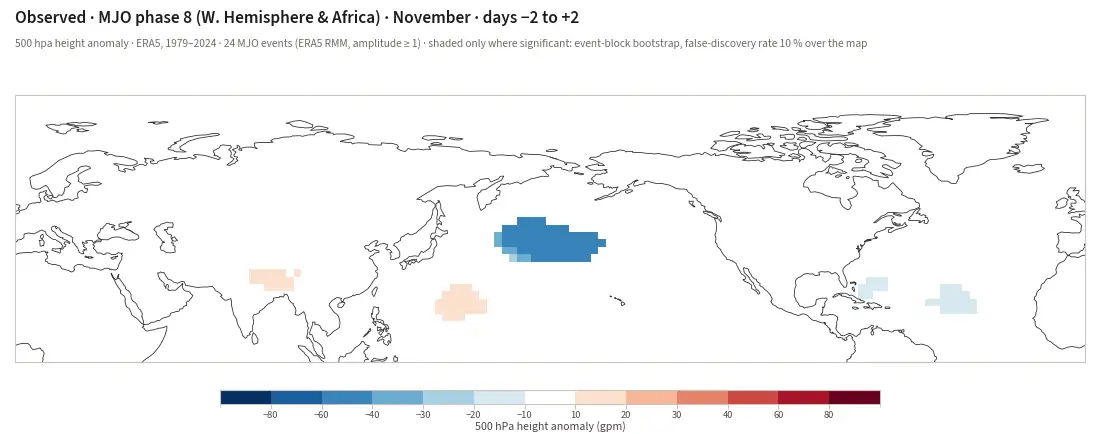 Observed · MJO phase 8 (W. Hemisphere & Africa) · November · days −2 to +2
500 hpa height anomaly · ERA5, 1979–2024 · 24 MJO events (ERA5 RMM, amplitude ≥ 1) · shaded only where significant: event-block bootstrap, false-discovery rate 10 % over the map
−80 −60 −40 −30 −20 −10 10 20 30 40 60 80
500 hPa height anomaly (gpm)